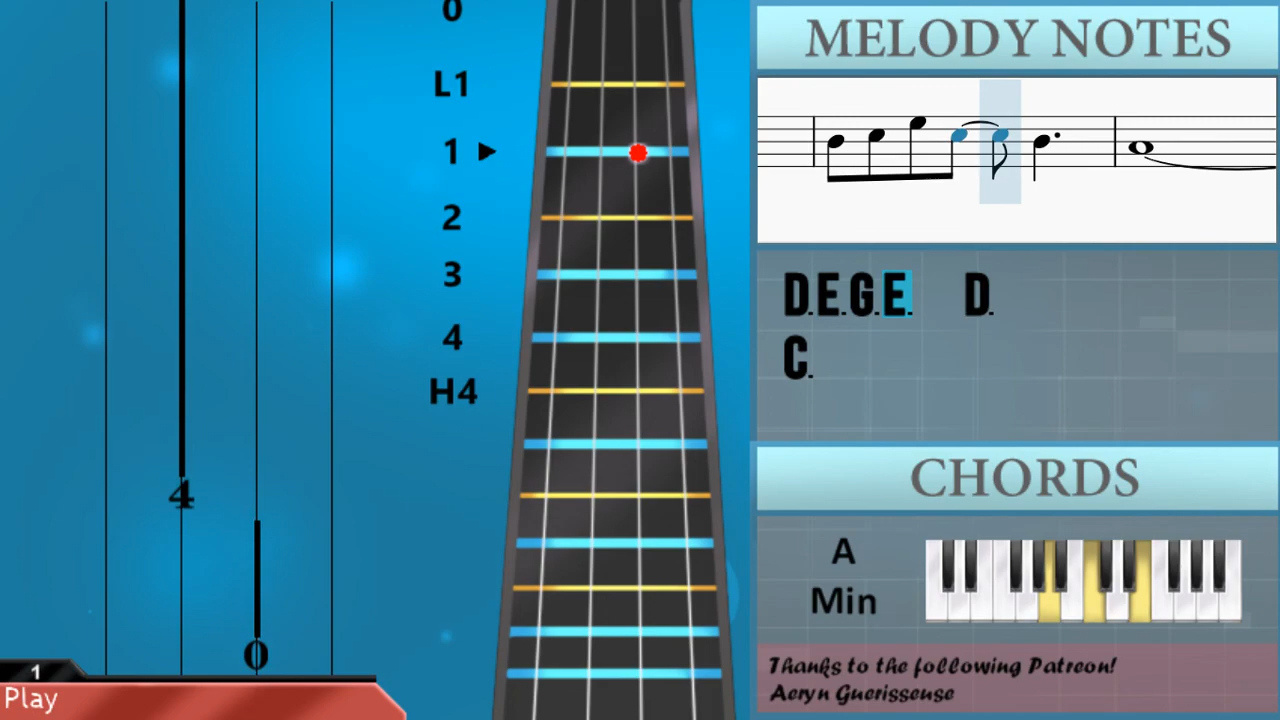 0
L1
1
2
3
4
H4
4
0
1
Play
MELODY NOTES
D.E.G.E. D.
C.
CHORDS
A
Min
Thanks to the following Patreon!
Aeryn Guerisseuse